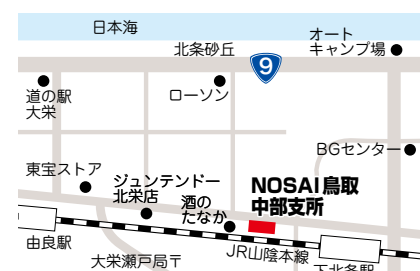 日本海
オート
キャンプ場
北条砂丘
9
道の駅
大栄
ローソン
BGセンター
東宝ストア
ジュンテンドー
北栄店
酒の
たなか
NOSAI鳥取
中部支所
由良駅
大栄瀬戸局〒
JR山陰本線
下北条駅